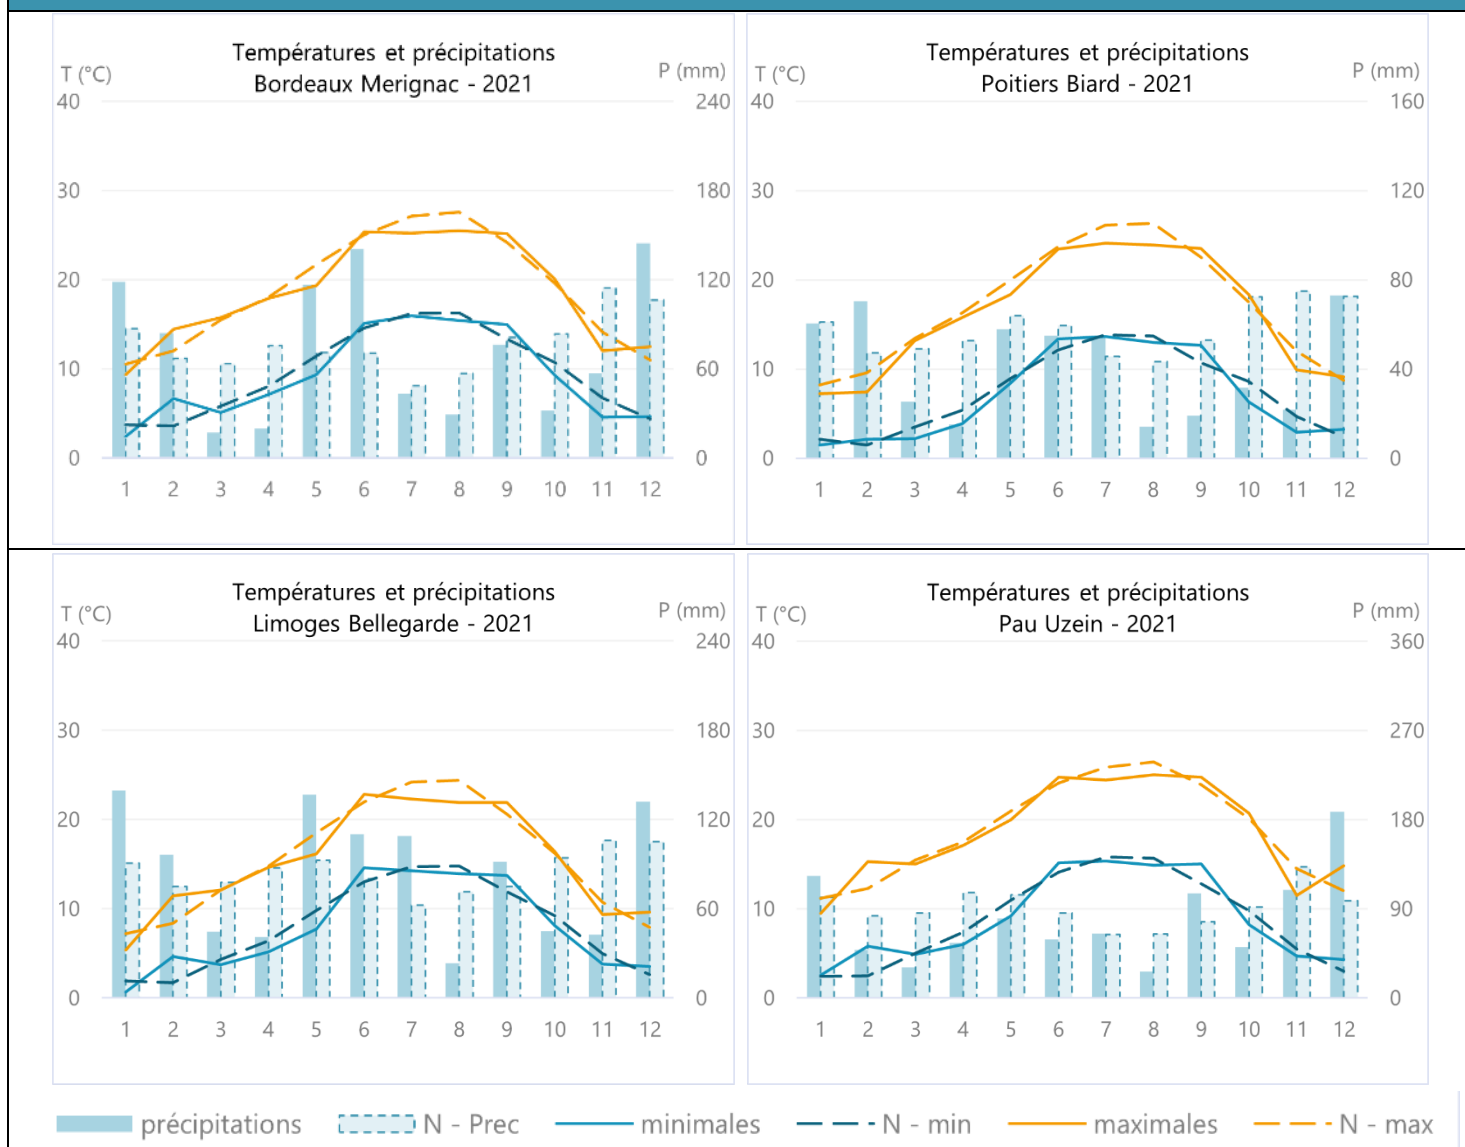 Températures et précipitations
Bordeaux Merignac - 2021
T (°C)
P (mm)
40
240
30
180
20
120
10
60
0
0
1 2 3 4 5 6 7 8 9 10 11 12
Températures et précipitations
Poitiers Biard - 2021
T (°C)
P (mm)
40
160
30
120
20
80
10
40
0
0
1 2 3 4 5 6 7 8 9 10 11 12
Températures et précipitations
Limoges Bellegarde - 2021
T (°C)
P (mm)
40
240
30
180
20
120
10
60
0
0
1 2 3 4 5 6 7 8 9 10 11 12
Températures et précipitations
Pau Uzein - 2021
T (°C)
P (mm)
40
360
30
270
20
180
10
90
0
0
1 2 3 4 5 6 7 8 9 10 11 12
précipitations N - Prec minimales N - min maximales N - max